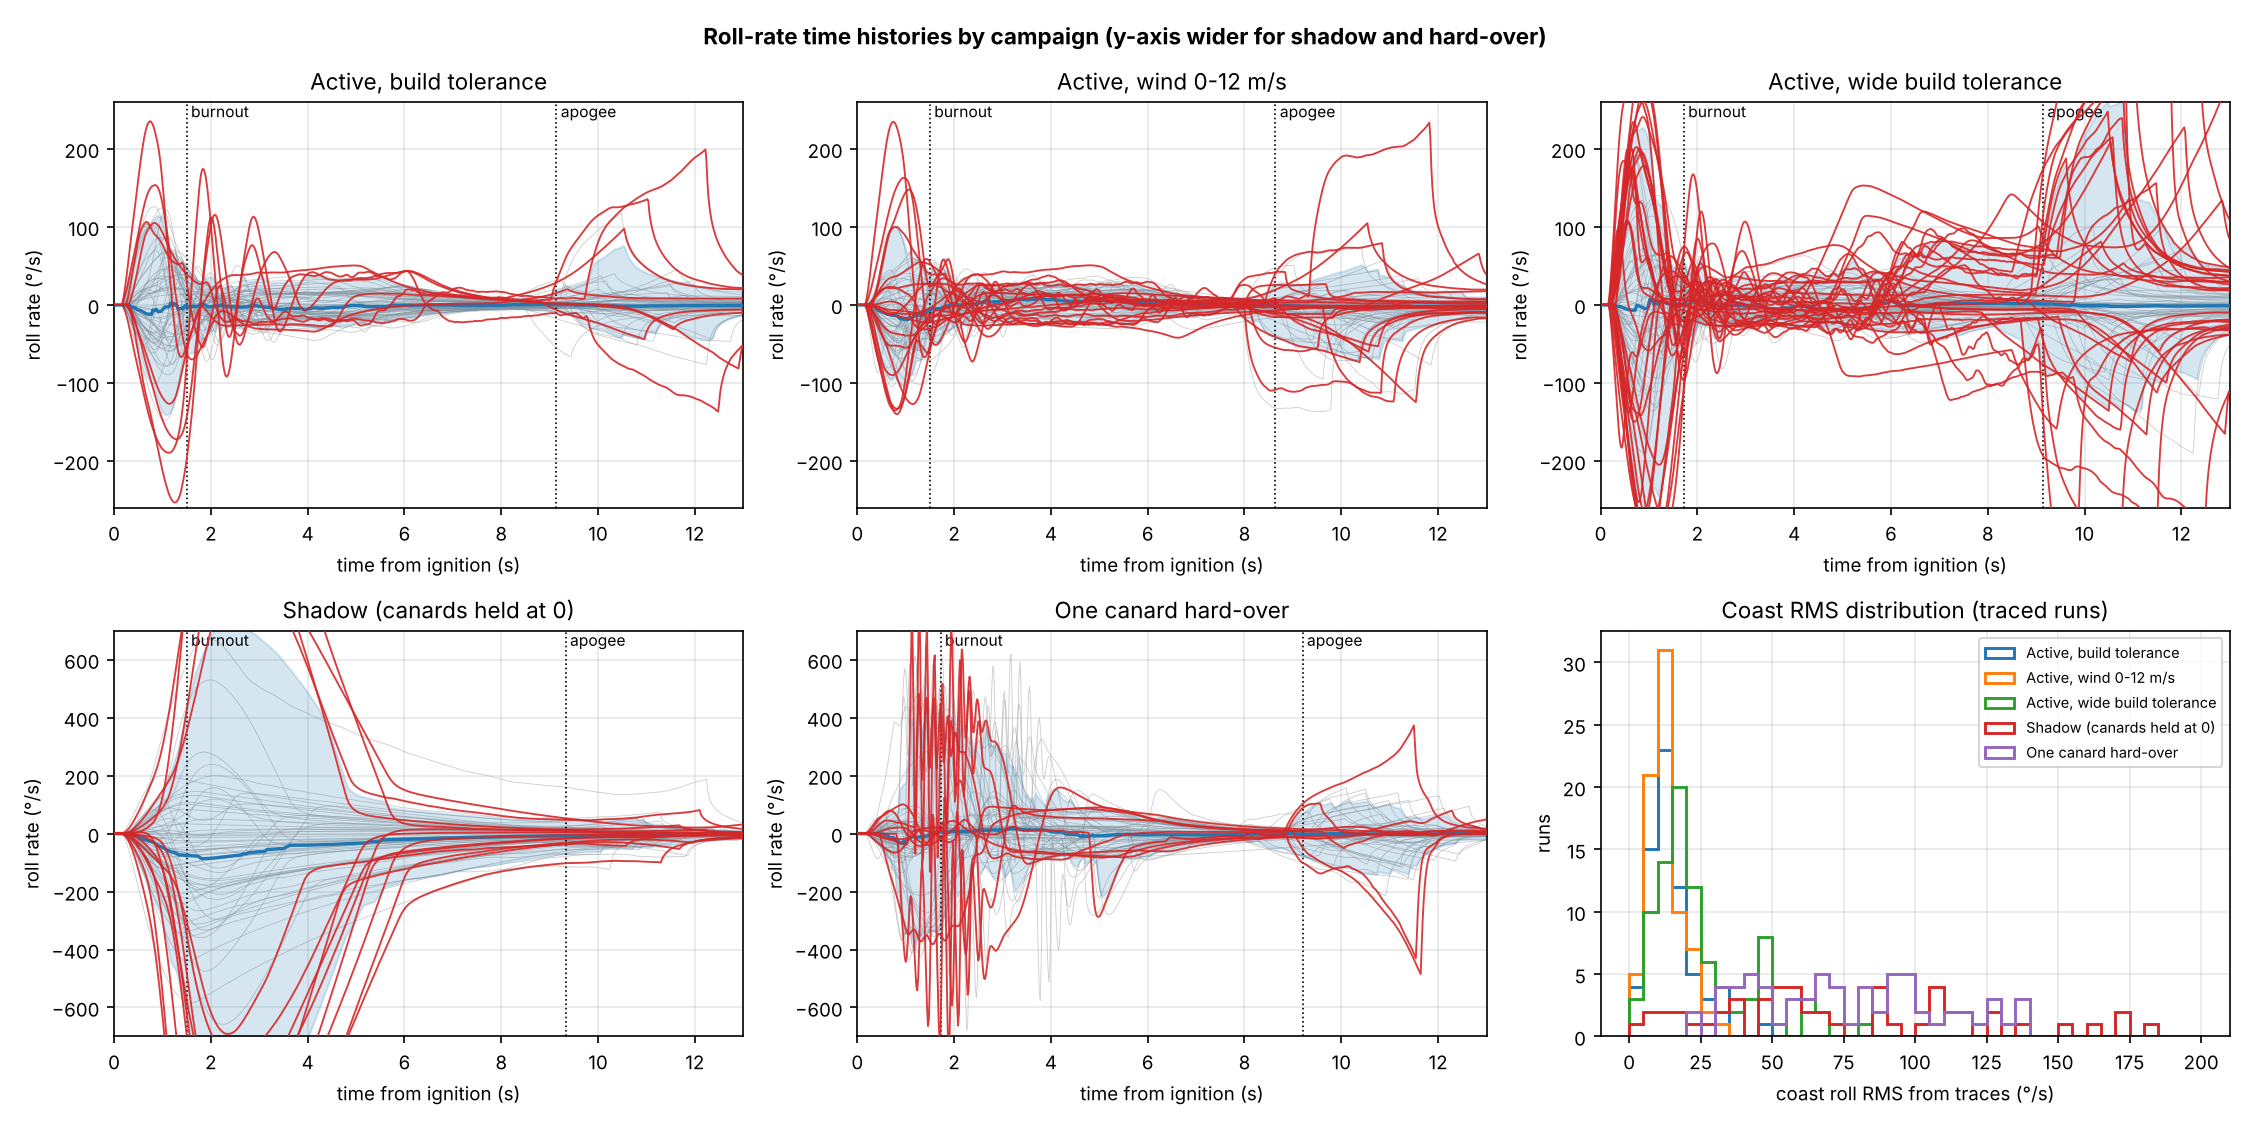 Roll-rate time histories by campaign (y-axis wider for shadow and hard-over)
Active, build tolerance
burnout
apogee
200
100
0
−100
−200
roll rate (°/s)
0 2 4 6 8 10 12
time from ignition (s)
Active, wind 0-12 m/s
burnout
apogee
200
100
0
−100
−200
roll rate (°/s)
0 2 4 6 8 10 12
time from ignition (s)
Active, wide build tolerance
burnout
apogee
200
100
0
−100
−200
roll rate (°/s)
0 2 4 6 8 10 12
time from ignition (s)
Shadow (canards held at 0)
burnout
apogee
600
400
200
0
−200
−400
−600
roll rate (°/s)
0 2 4 6 8 10 12
time from ignition (s)
One canard hard-over
burnout
apogee
600
400
200
0
−200
−400
−600
roll rate (°/s)
0 2 4 6 8 10 12
time from ignition (s)
Coast RMS distribution (traced runs)
Active, build tolerance
Active, wind 0-12 m/s
Active, wide build tolerance
Shadow (canards held at 0)
One canard hard-over
30
25
20
15
10
5
0
runs
0 25 50 75 100 125 150 175 200
coast roll RMS from traces (°/s)